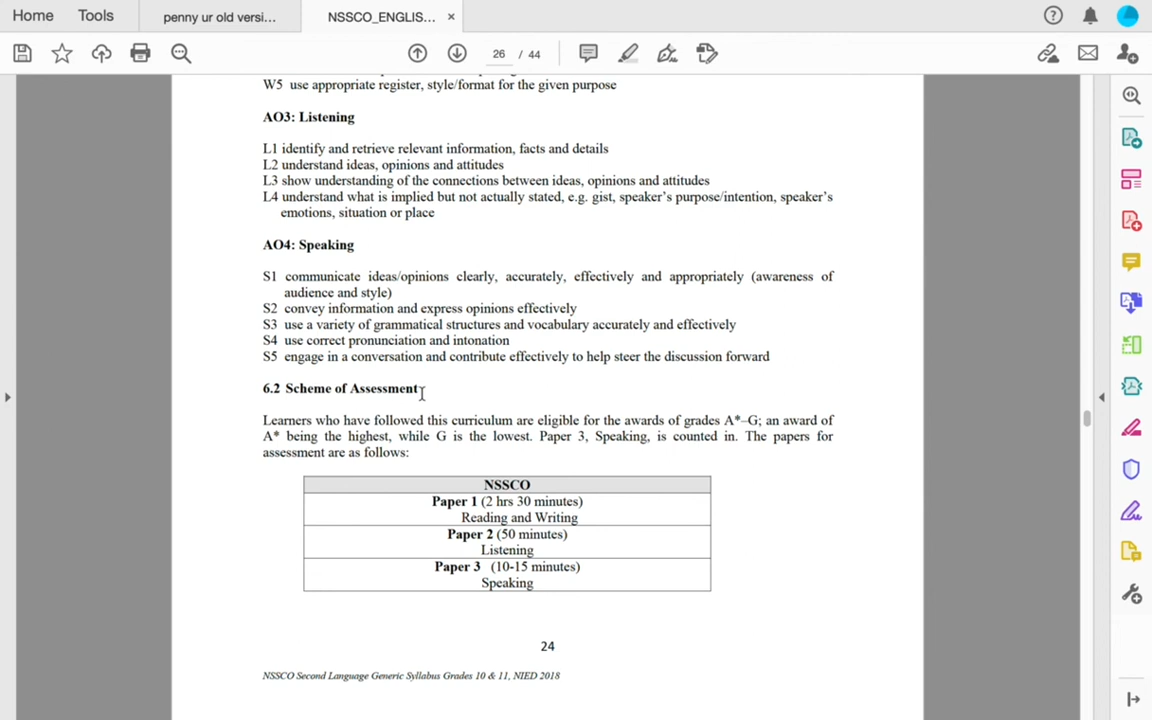 Home
Tools
penny ur old versi...
NSSCO_ENGLIS...
26 / 44
W5 use appropriate register, style/format for the given purpose
AO3: Listening
L1 identify and retrieve relevant information, facts and details
L2 understand ideas, opinions and attitudes
L3 show understanding of the connections between ideas, opinions and attitudes
L4 understand what is implied but not actually stated, e.g. gist, speaker's purpose/intention, speaker's
emotions, situation or place
AO4: Speaking
S1 communicate ideas/opinions clearly, accurately, effectively and appropriately (awareness of
audience and style)
S2 convey information and express opinions effectively
S3 use a variety of grammatical structures and vocabulary accurately and effectively
S4 use correct pronunciation and intonation
S5 engage in a conversation and contribute effectively to help steer the discussion forward
6.2 Scheme of Assessment
Learners who have followed this curriculum are eligible for the awards of grades A*–G; an award of
A* being the highest, while G is the lowest. Paper 3, Speaking, is counted in. The papers for
assessment are as follows:
NSSCO
Paper 1 (2 hrs 30 minutes)
Reading and Writing
Paper 2 (50 minutes)
Listening
Paper 3 (10-15 minutes)
Speaking
24
NSSCO Second Language Generic Syllabus Grades 10 & 11, NIED 2018